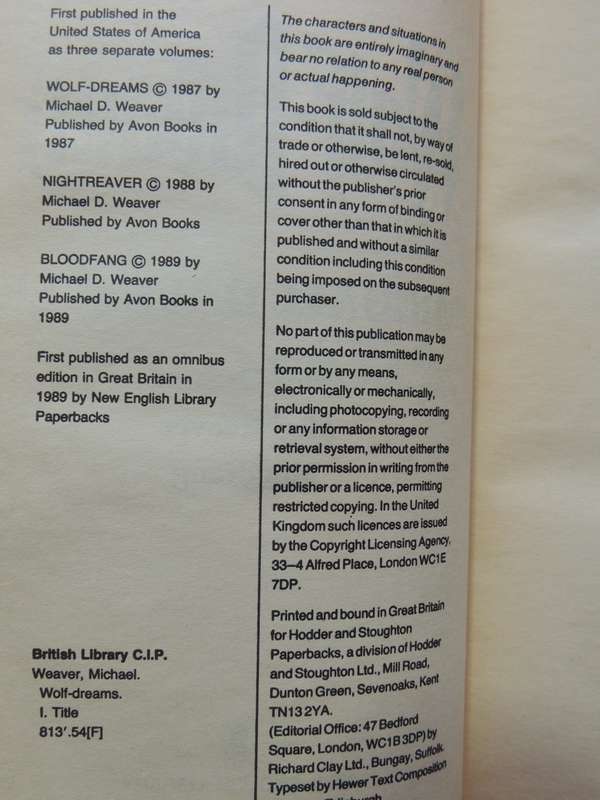 First published in the
United States of America
as three separate volumes:
WOLF-DREAMS © 1987 by
Michael D. Weaver
Published by Avon Books in
1987
NIGHTREAVER © 1988 by
Michael D. Weaver
Published by Avon Books
BLOODFANG © 1989 by
Michael D. Weaver
Published by Avon Books in
1989
First published as an omnibus
edition in Great Britain in
1989 by New English Library
Paperbacks
British Library C.I.P.
Weaver, Michael.
Wolf-dreams.
I. Title
813'.54[F]
The characters and situations in
this book are entirely imaginary and
bear no relation to any real person
or actual happening.
This book is sold subject to the
condition that it shall not, by way of
trade or otherwise, be lent, re-sold,
hired out or otherwise circulated
without the publisher's prior
consent in any form of binding or
cover other than that in which it is
published and without a similar
condition including this condition
being imposed on the subsequent
purchaser.
No part of this publication may be
reproduced or transmitted in any
form or by any means,
electronically or mechanically,
including photocopying, recording
or any information storage or
retrieval system, without either the
prior permission in writing from the
publisher or a licence, permitting
restricted copying. In the United
Kingdom such licences are issued
by the Copyright Licensing Agency,
33–4 Alfred Place, London WC1E
7DP.
Printed and bound in Great Britain
for Hodder and Stoughton
Paperbacks, a division of Hodder
and Stoughton Ltd., Mill Road,
Dunton Green, Sevenoaks, Kent
TN13 2YA.
(Editorial Office: 47 Bedford
Square, London, WC1B 3DP) by
Richard Clay Ltd., Bungay, Suffolk.
Typeset by Hewer Text Composition
Edinburgh